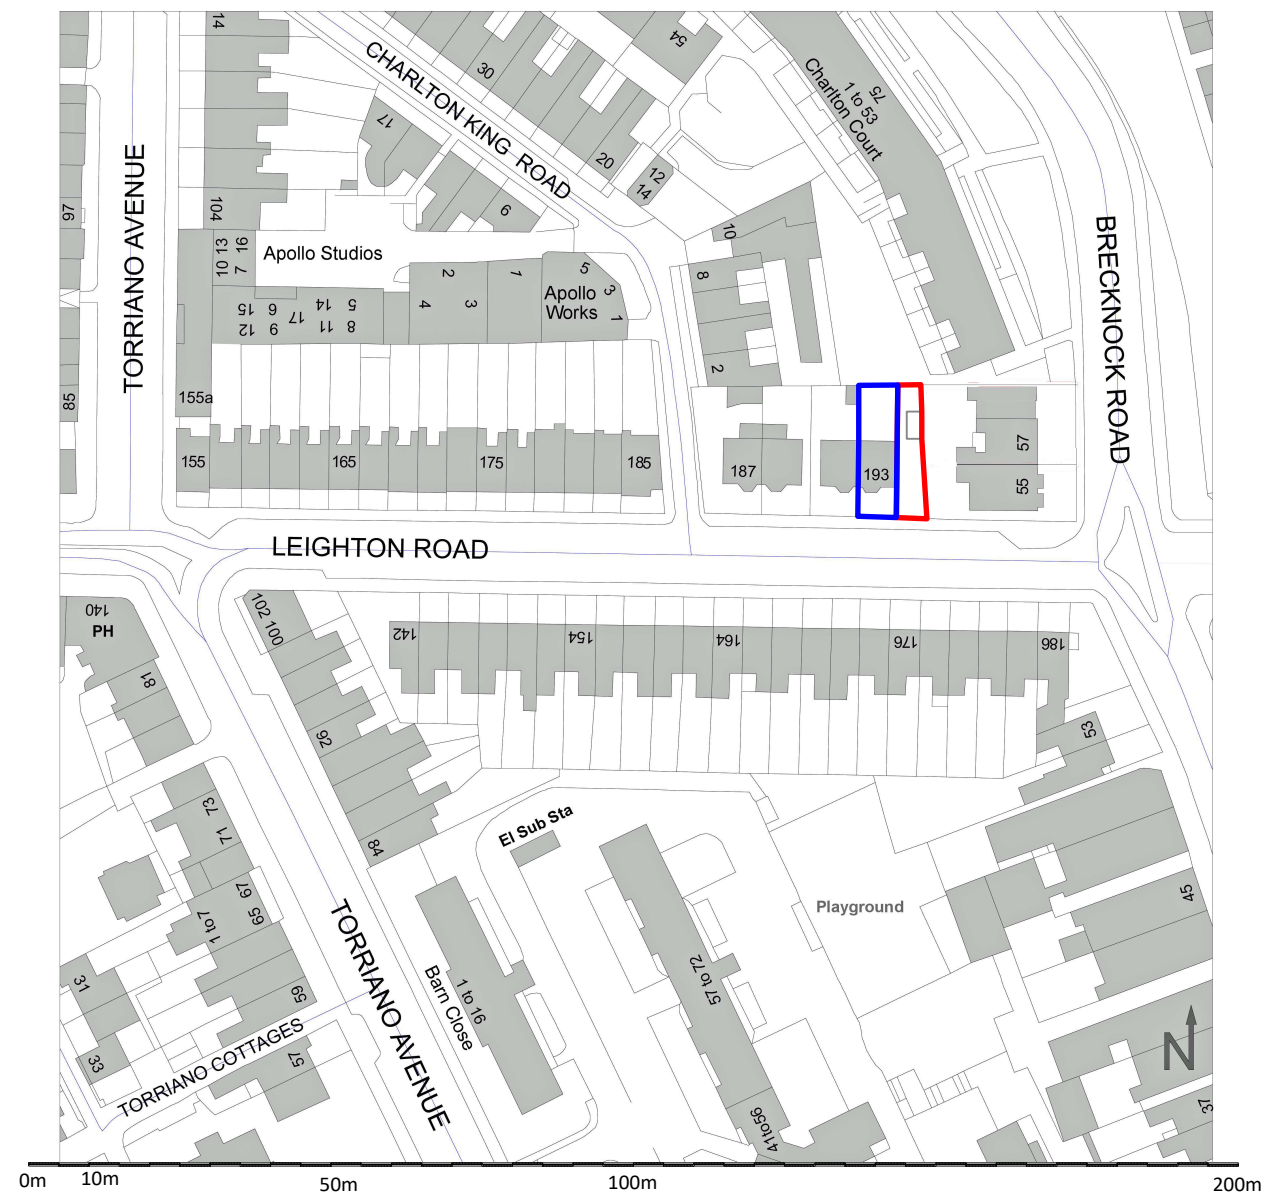 14
CHARLTON KING ROAD
30
54
75
1 to 53
Charlton Court
17
20
12
14
TORRIANO AVENUE
97
104
6
10
BRECKNOCK ROAD
16
10 13
7
Apollo Studios
2
1
5
3
1
8
15 6
17
14 5
12 9
11 8
4
3
Apollo
Works
2
85
155a
155
165
175
185
187
193
57
55
LEIGHTON ROAD
140
PH
102 100
142
154
164
176
186
81
92
53
73
71
84
El Sub Sta
67
65
1 to 7
45
Playground
TORRIANO AVENUE
31
59
1 to 16
Barn Close
57 to 72
33
TORRIANO COTTAGES
57
N
41to56
37
0m
10m
50m
100m
200m